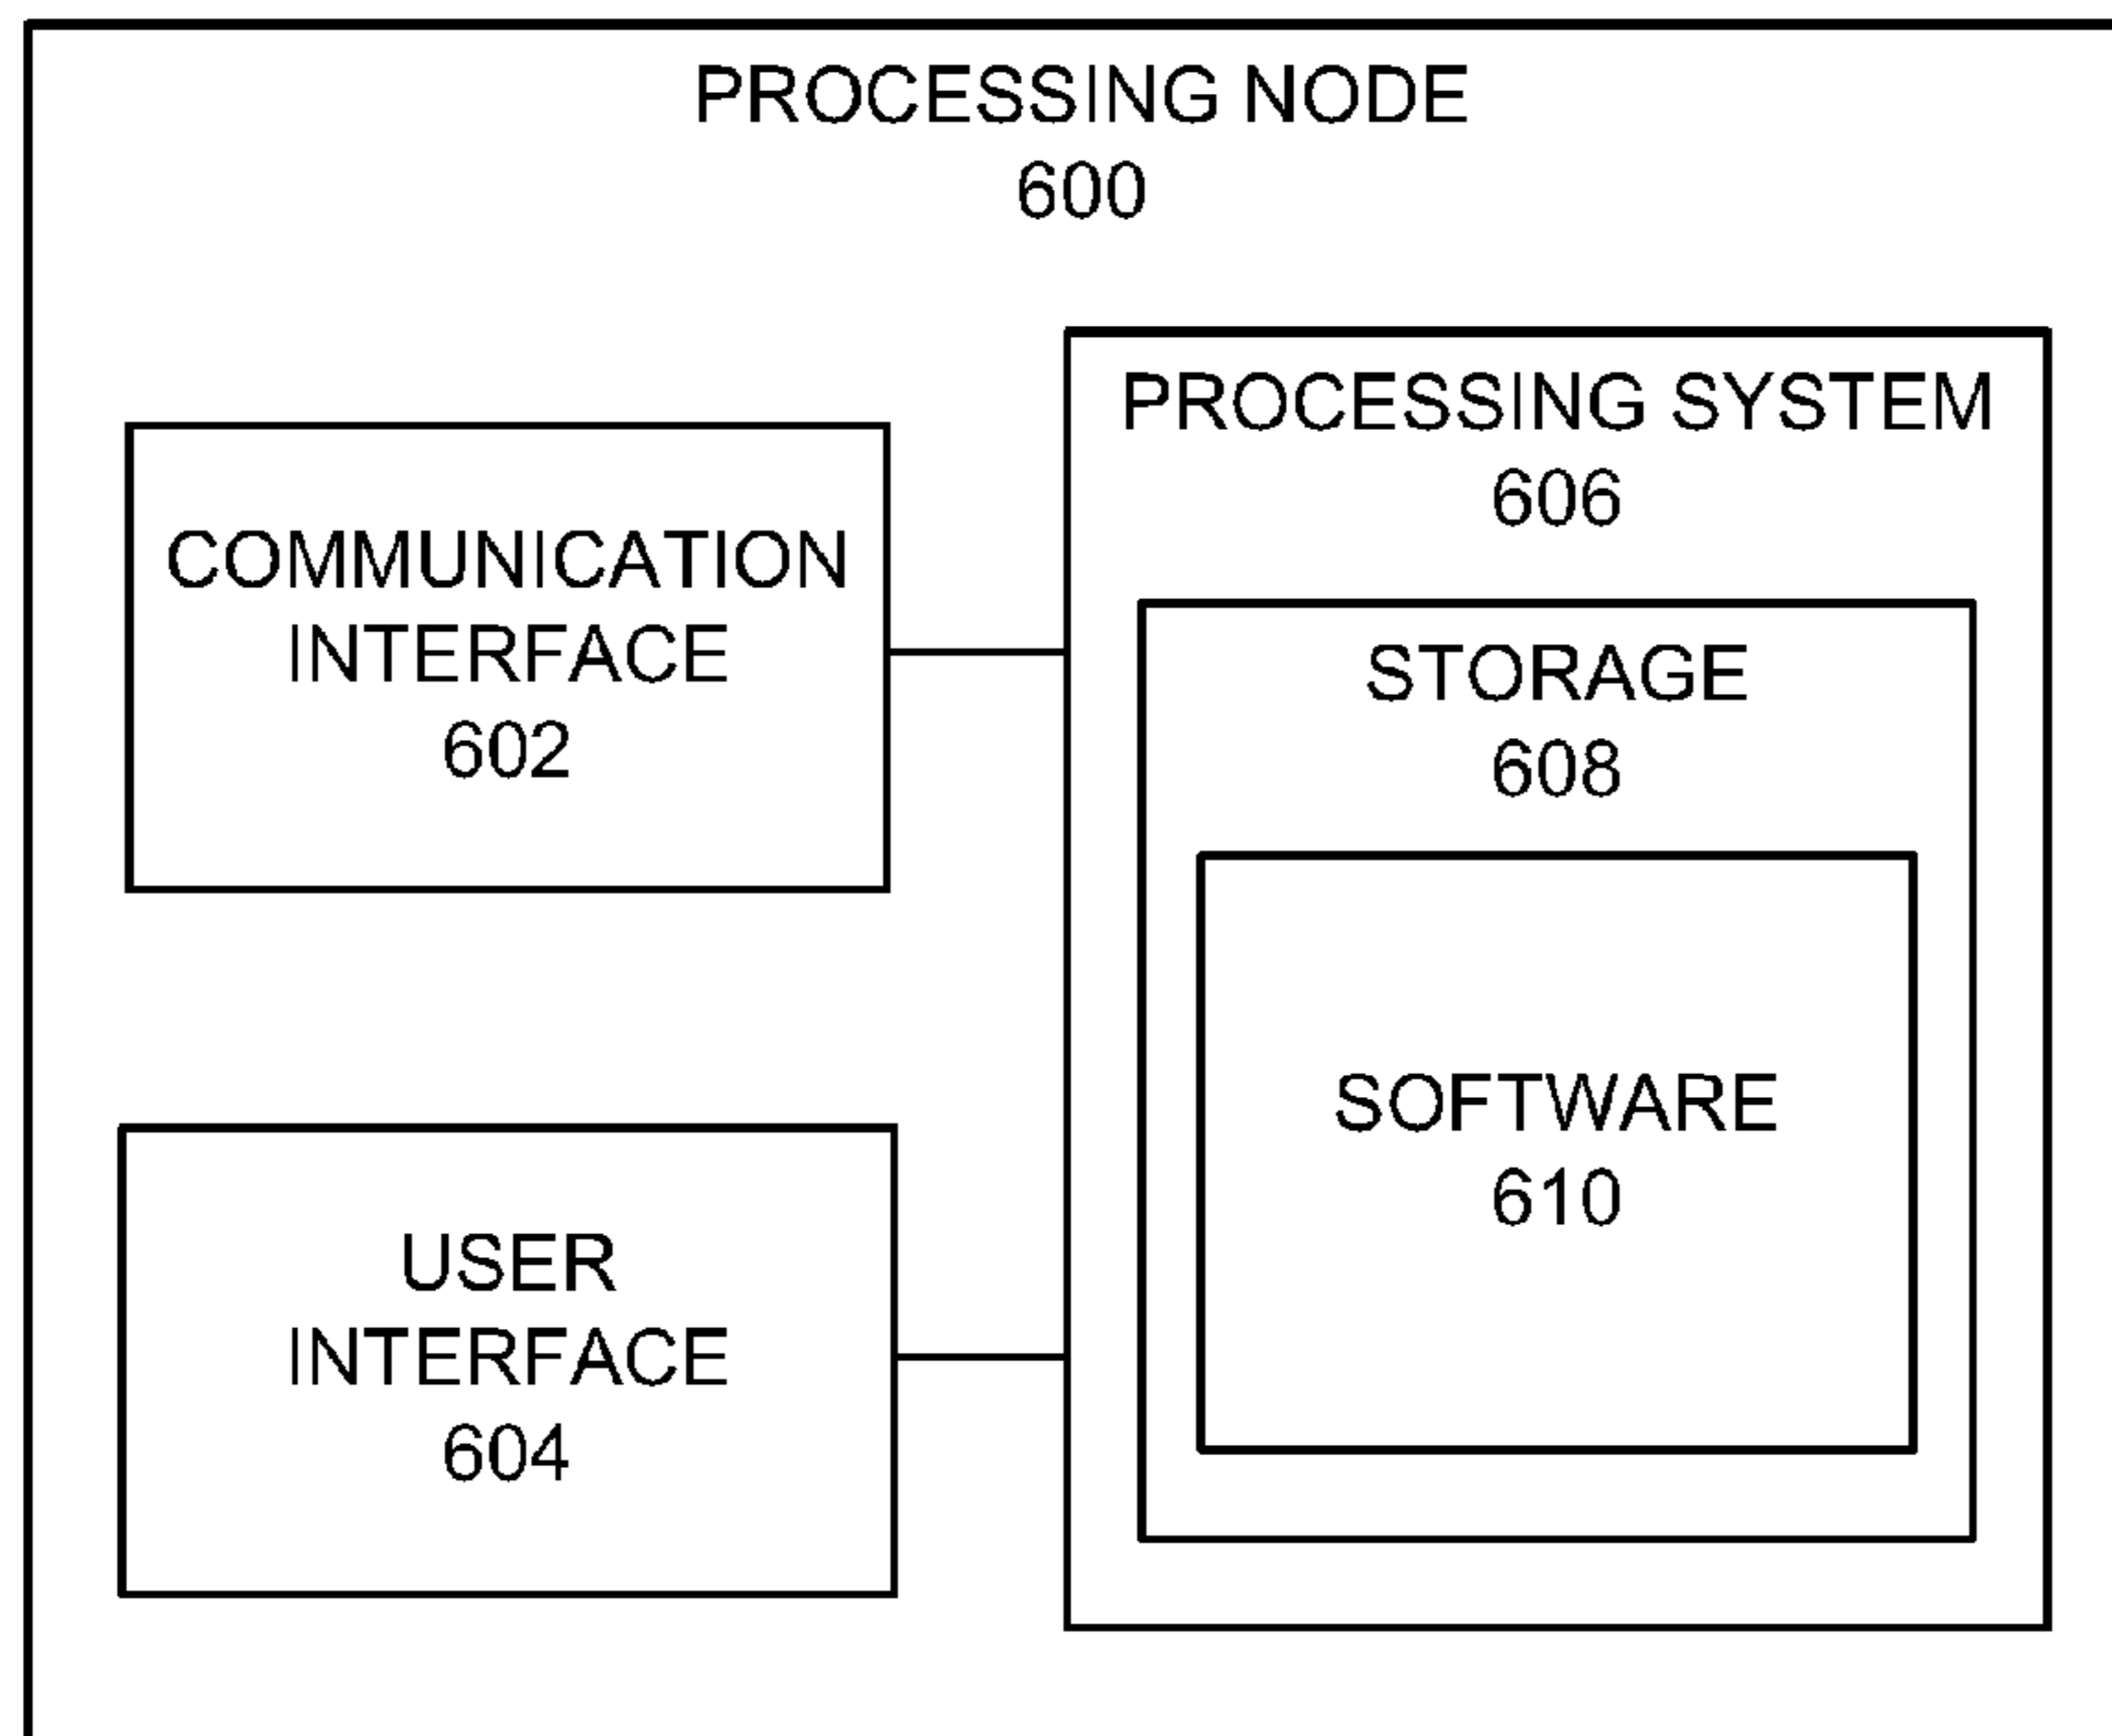 PROCESSING NODE
600
PROCESSING SYSTEM
606
COMMUNICATION
INTERFACE
602
STORAGE
608
SOFTWARE
610
USER
INTERFACE
604